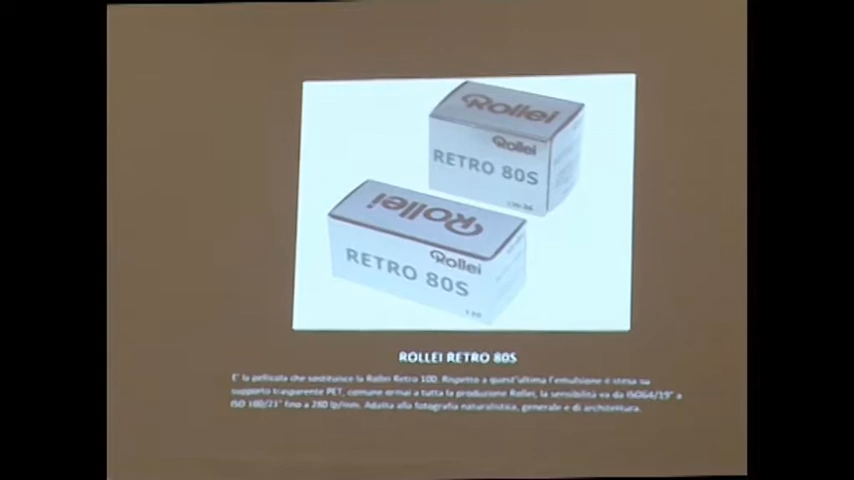 Rollei
Rollei
RETRO 80S
Rollei
Rollei
RETRO 80S
120
ROLLEI RETRO 80S
E' la pellicola che sostituisce la Rollei Retro 100. Rispetto a quest'ultima l'emulsione è stesa su
supporto trasparente PET, comune ormai a tutta la produzione Rollei, la sensibilità va da ISO64/19° a
ISO 100/21° fino a 280 lp/mm. Adatta alla fotografia naturalistica, generale e di architettura.